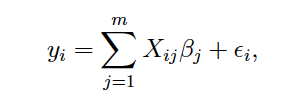 y_i = \sum_{j=1}^{m} X_{ij} \beta_j + \epsilon_i,